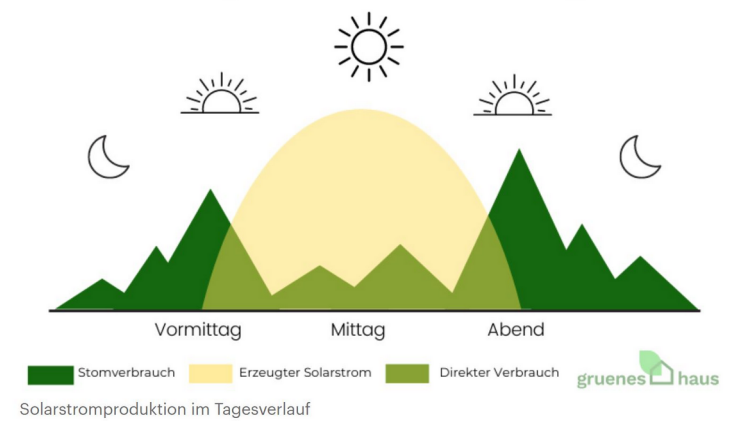 Vormittag Mittag Abend
Stomverbrauch Erzeugter Solarstrom Direkter Verbrauch
gruenes haus
Solarstromproduktion im Tagesverlauf